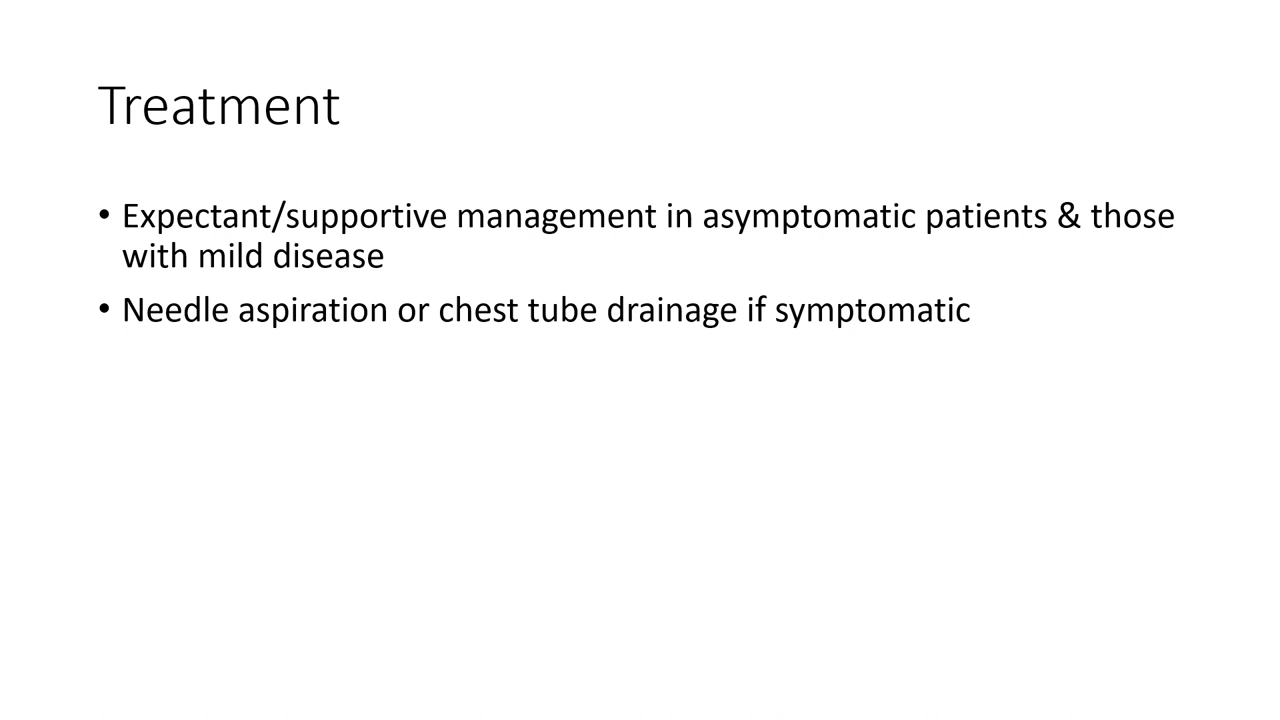 Treatment
• Expectant/supportive management in asymptomatic patients & those
with mild disease
• Needle aspiration or chest tube drainage if symptomatic